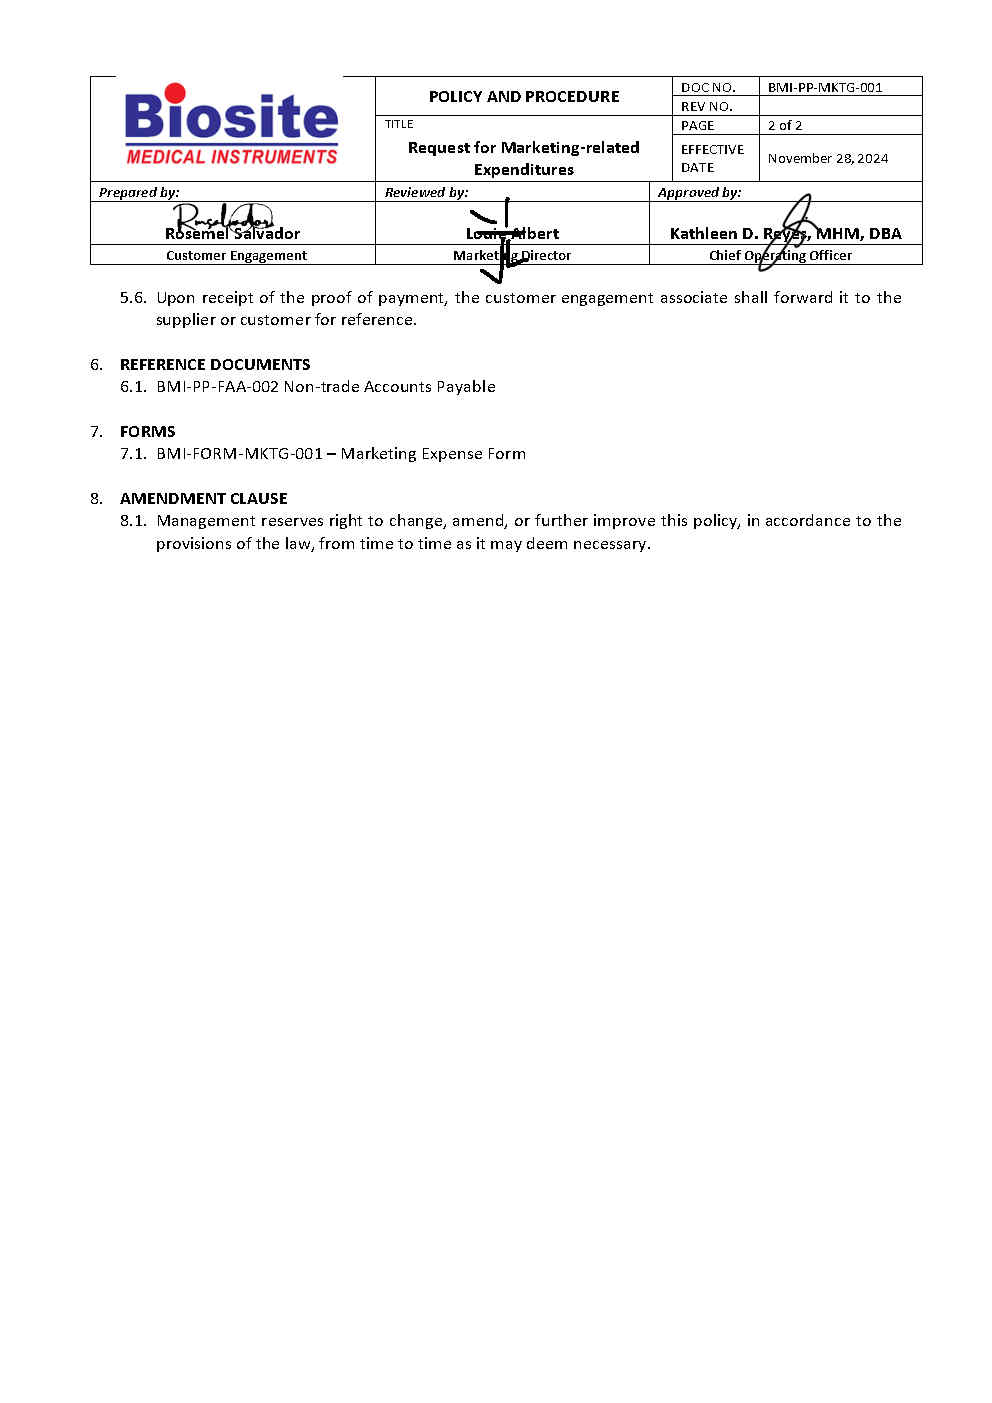 Biosite
MEDICAL INSTRUMENTS
POLICY AND PROCEDURE
DOC NO. BMI-PP-MKTG-001
REV NO.
TITLE
Request for Marketing-related
Expenditures
PAGE 2 of 2
EFFECTIVE
DATE
November 28, 2024
Prepared by: Reviewed by: Approved by:
Rosemel Salvador Louie Albert Kathleen D. Reyes, MHM, DBA
Customer Engagement Marketing Director Chief Operating Officer
5.6. Upon receipt of the proof of payment, the customer engagement associate shall forward it to the
supplier or customer for reference.
6. REFERENCE DOCUMENTS
6.1. BMI-PP-FAA-002 Non-trade Accounts Payable
7. FORMS
7.1. BMI-FORM-MKTG-001 – Marketing Expense Form
8. AMENDMENT CLAUSE
8.1. Management reserves right to change, amend, or further improve this policy, in accordance to the
provisions of the law, from time to time as it may deem necessary.